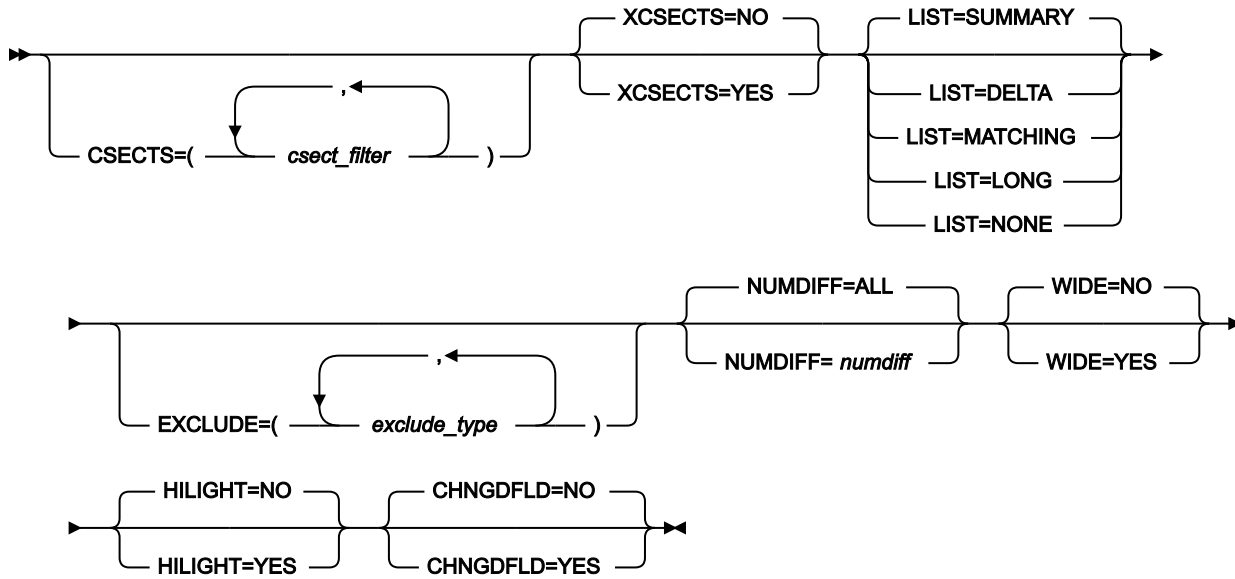 XCSECTS=NO
LIST=SUMMARY
XCSECTS=YES
LIST=DELTA
,
CSECTS=( csect_filter )
LIST=MATCHING
LIST=LONG
LIST=NONE
NUMDIFF=ALL
WIDE=NO
NUMDIFF= numdiff
WIDE=YES
,
EXCLUDE=( exclude_type )
HILIGHT=NO
CHNGDFLD=NO
HILIGHT=YES
CHNGDFLD=YES